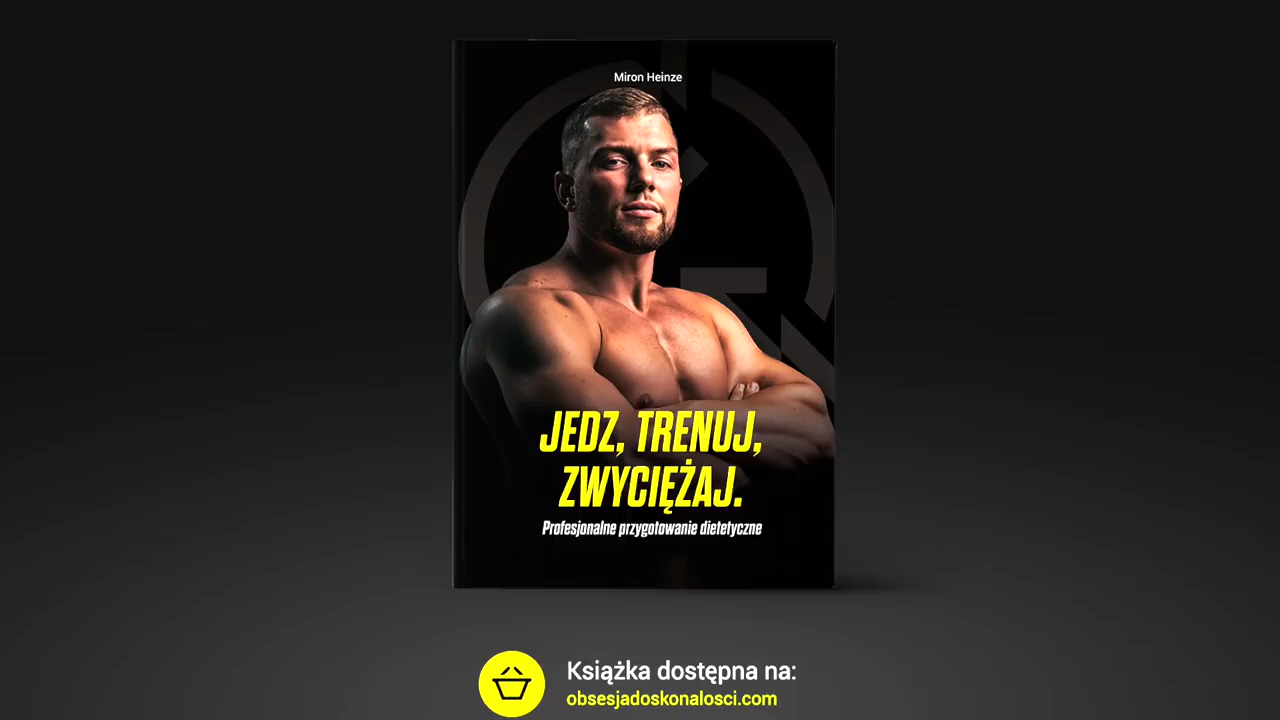 Miron Heinze
JEDZ, TRENUJ,
ZWYCIĘŻAJ.
Profesjonalne przygotowanie dietetyczne
Książka dostępna na:
obsesjadoskonalosci.com